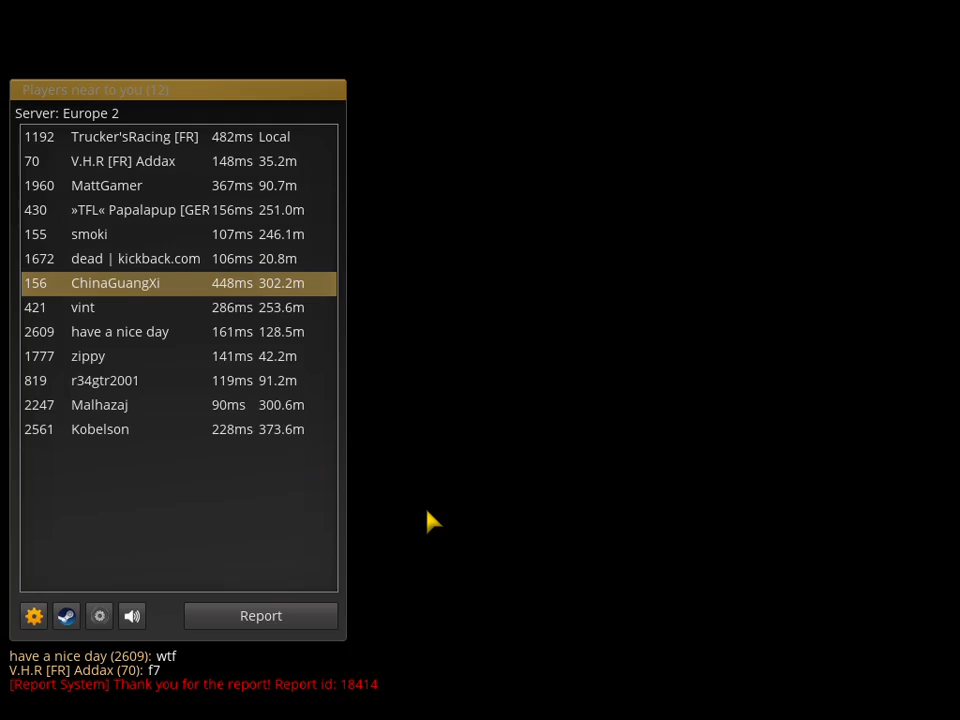 Players near to you (12)
Server: Europe 2
1192 Trucker'sRacing [FR] 482ms Local
70 V.H.R [FR] Addax 148ms 35.2m
1960 MattGamer 367ms 90.7m
430 »TFL« Papalapup [GER 156ms 251.0m
155 smoki 107ms 246.1m
1672 dead | kickback.com 106ms 20.8m
156 ChinaGuangXi 448ms 302.2m
421 vint 286ms 253.6m
2609 have a nice day 161ms 128.5m
1777 zippy 141ms 42.2m
819 r34gtr2001 119ms 91.2m
2247 Malhazaj 90ms 300.6m
2561 Kobelson 228ms 373.6m
Report
have a nice day (2609): wtf
V.H.R [FR] Addax (70): f7
[Report System] Thank you for the report! Report id: 18414